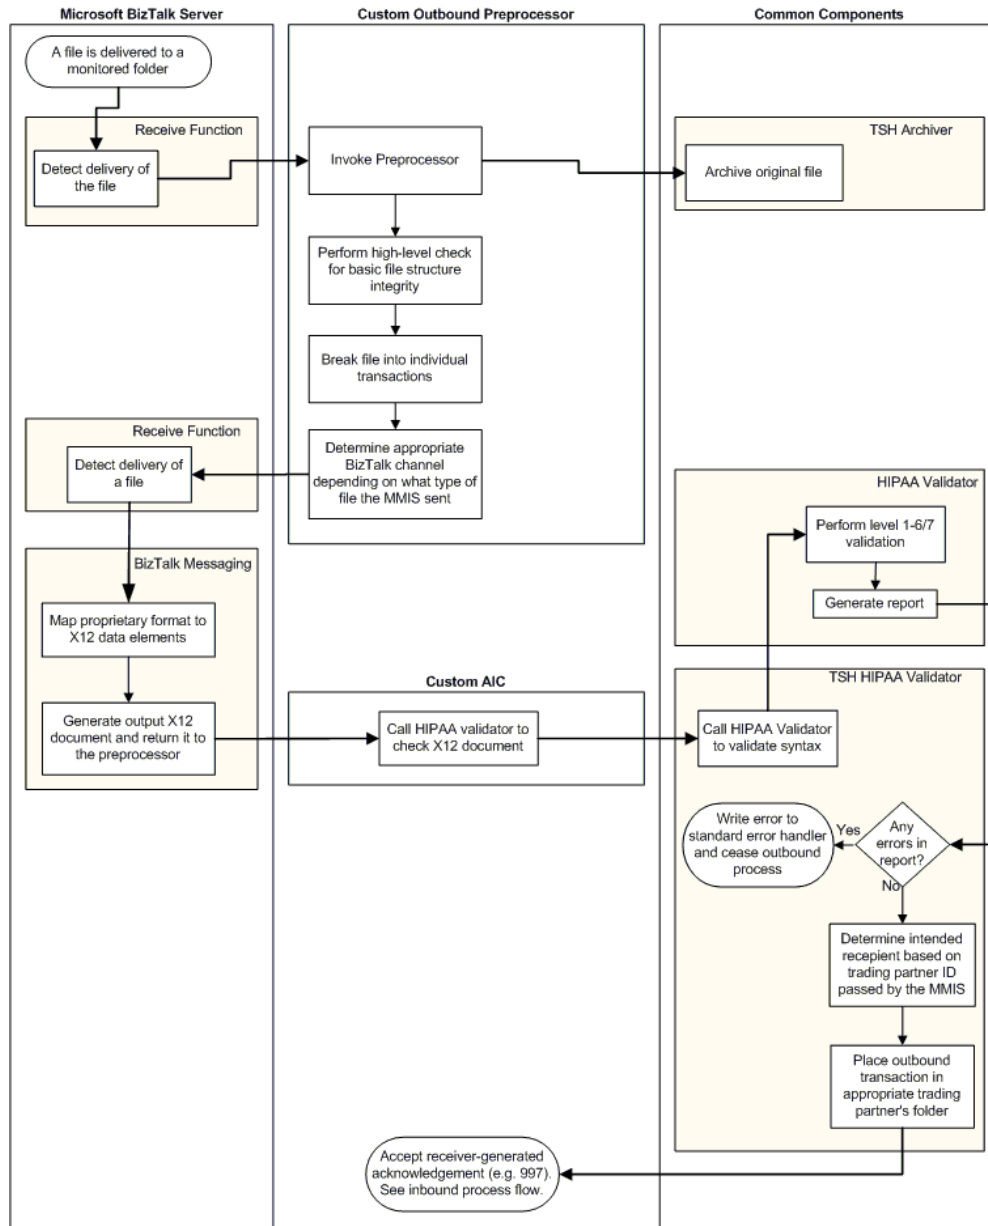 Microsoft BizTalk Server
Custom Outbound Preprocessor
Common Components
A file is delivered to a
monitored folder
Receive Function
Detect delivery of
the file
Invoke Preprocessor
TSH Archiver
Archive original file
Perform high-level check
for basic file structure
integrity
Break file into individual
transactions
Determine appropriate
BizTalk channel
depending on what type of
file the MMIS sent
Receive Function
Detect delivery of
a file
HIPAA Validator
Perform level 1-6/7
validation
Generate report
BizTalk Messaging
Map proprietary format to
X12 data elements
Generate output X12
document and return it to
the preprocessor
Custom AIC
Call HIPAA validator to
check X12 document
TSH HIPAA Validator
Call HIPAA Validator
to validate syntax
Write error to
standard error handler
and cease outbound
process
Yes
Any
errors in
report?
No
Determine intended
recepient based on
trading partner ID
passed by the MMIS
Place outbound
transaction in
appropriate trading
partner's folder
Accept receiver-generated
acknowledgement (e.g. 997).
See inbound process flow.